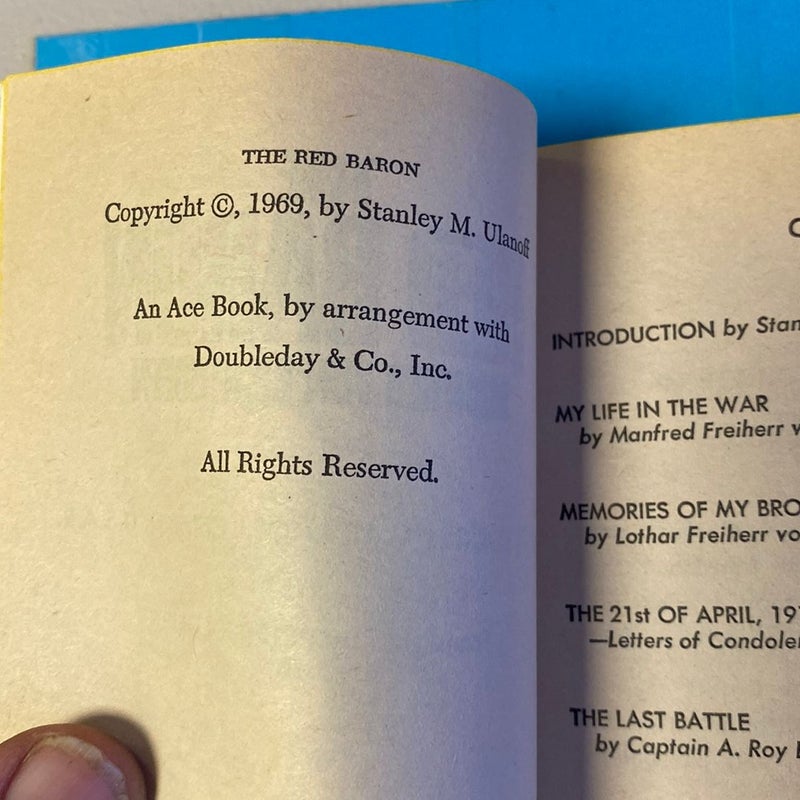 THE RED BARON
Copyright ©, 1969, by Stanley M. Ulanoff
An Ace Book, by arrangement with
Doubleday & Co., Inc.
All Rights Reserved.
INTRODUCTION by
MY LIFE IN THE WAR
by Manfred Freiherr
MEMORIES OF MY
by Lothar Freiherr
THE 21st OF APRIL,
—Letters of
THE LAST BATTLE
by Captain A. Roy